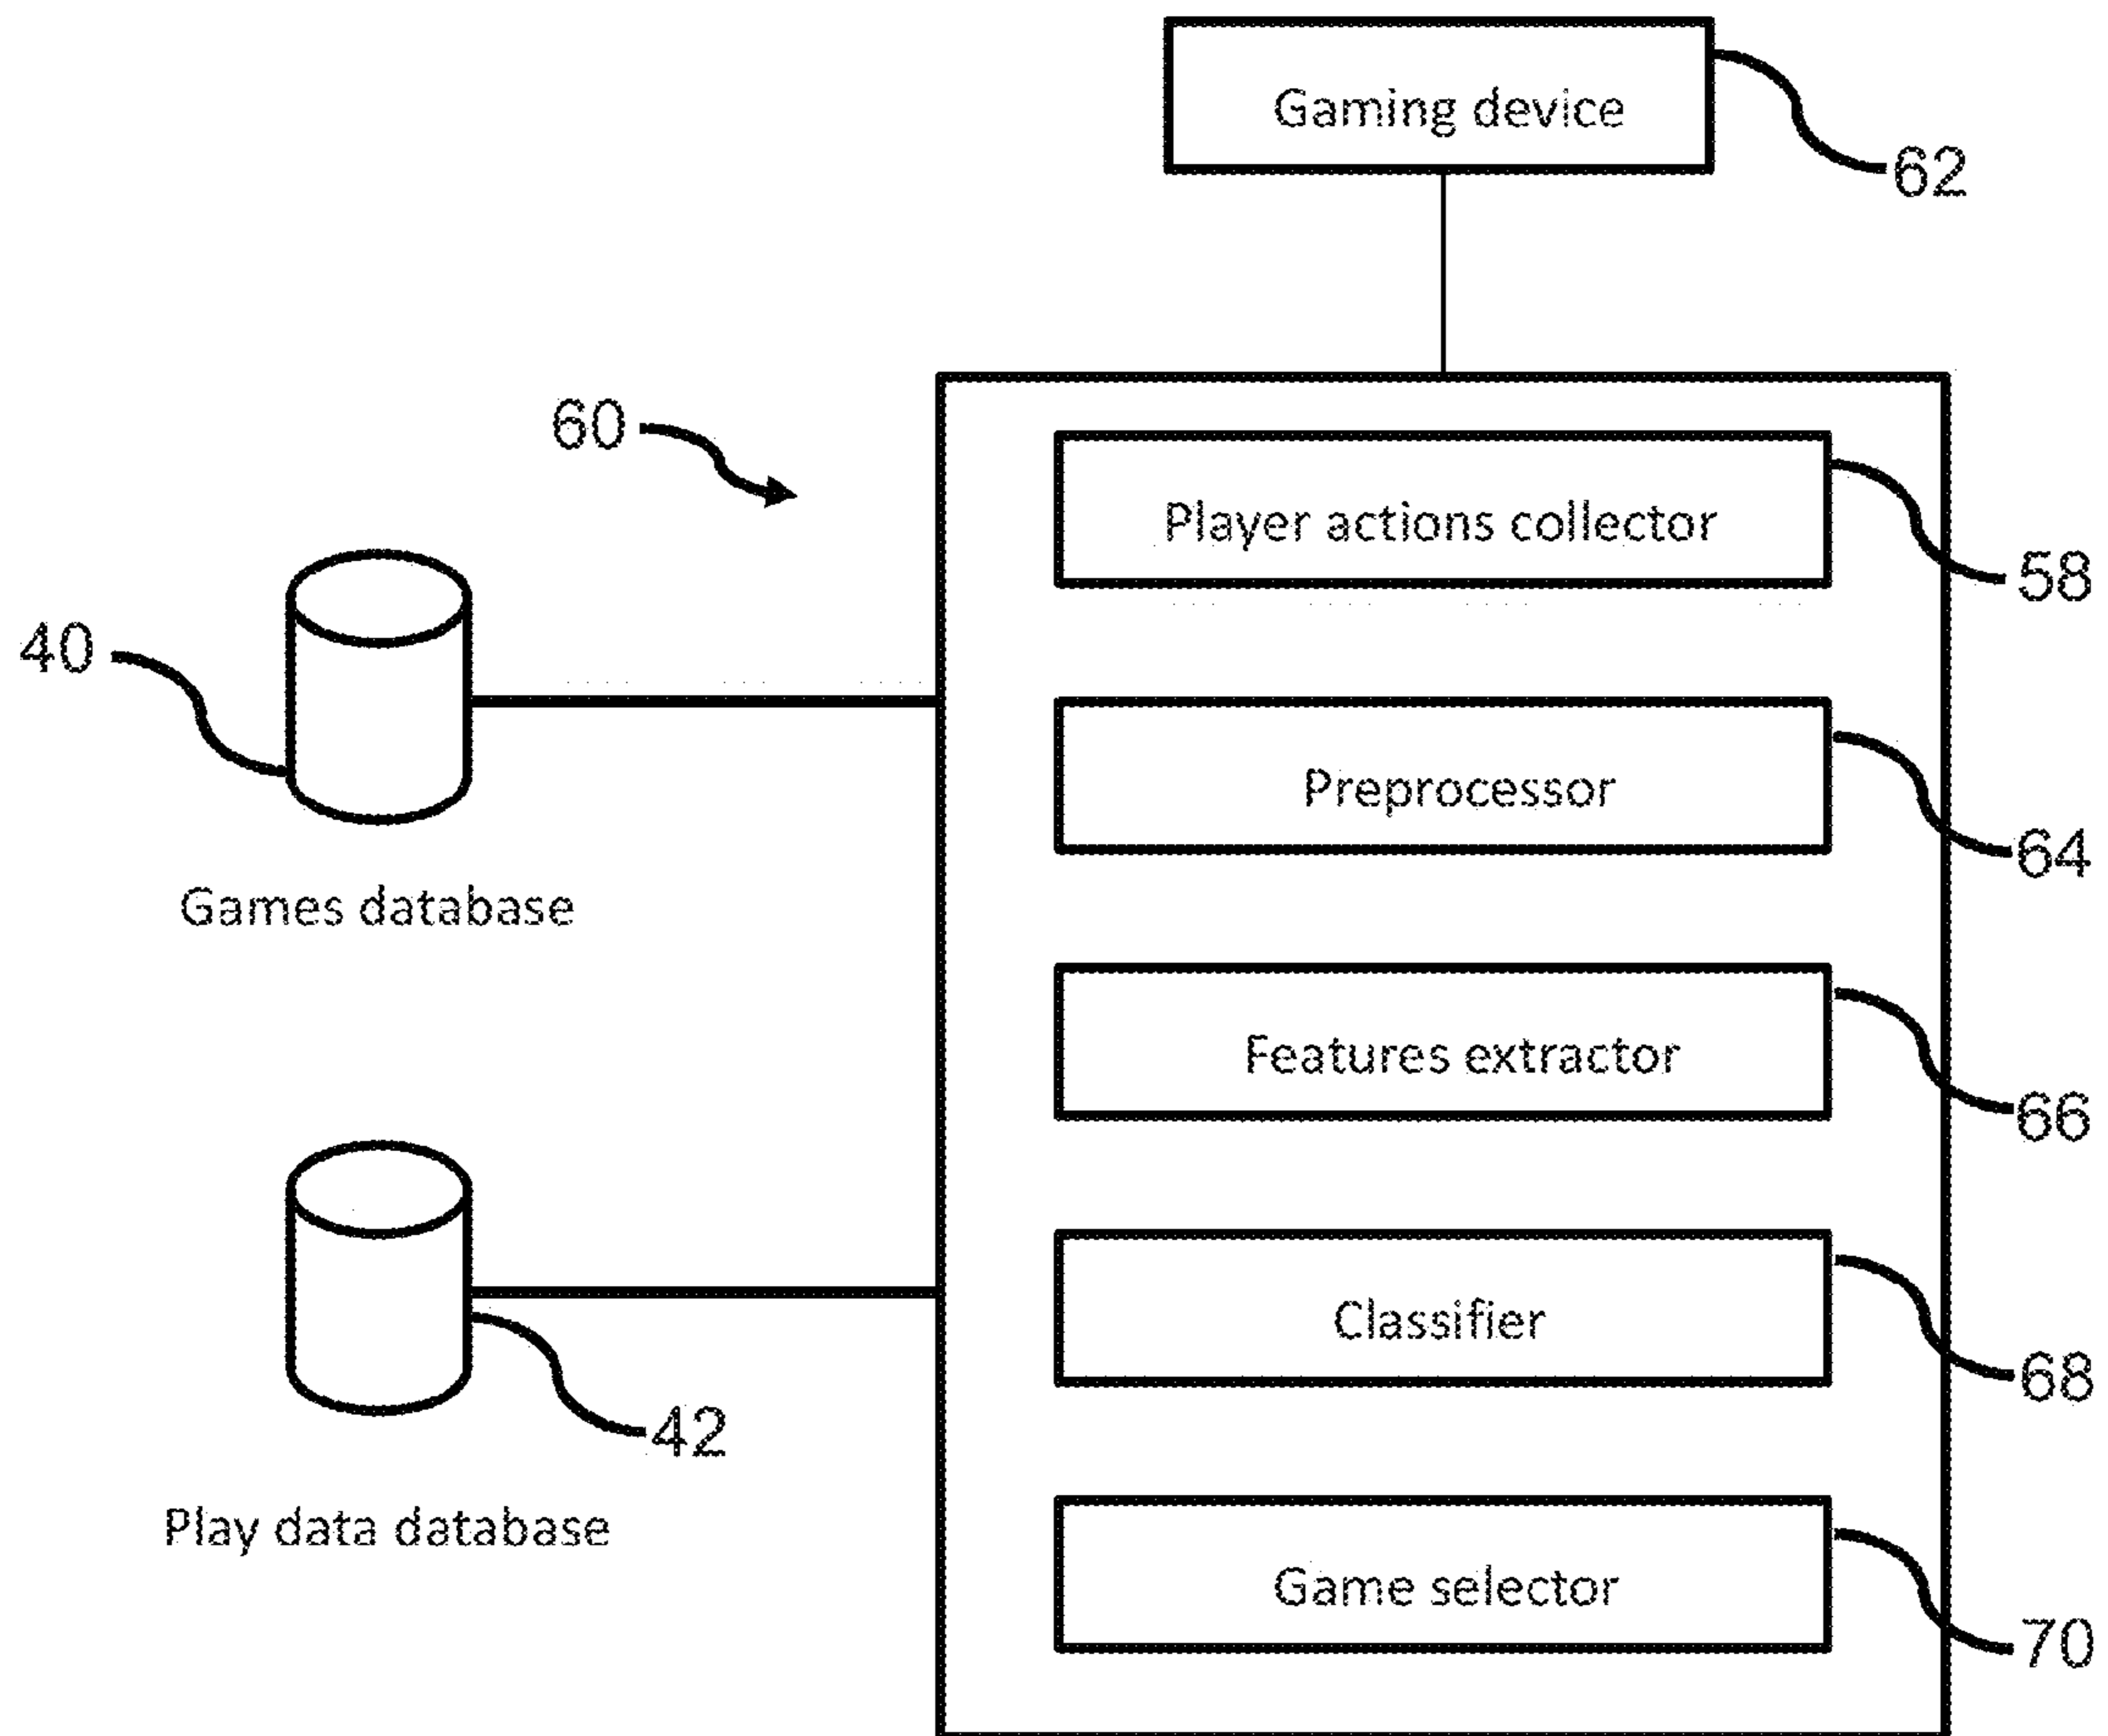 Gaming device
62
60
Player actions collector
58
40
Preprocessor
64
Games database
Features extractor
66
Classifier
68
42
Play data database
Game selector
70